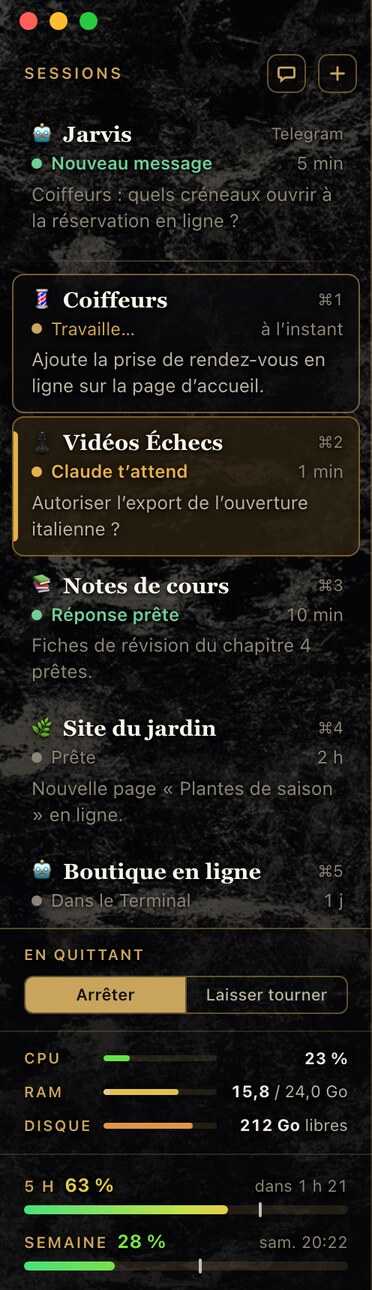 SESSIONS
Jarvis Telegram
Nouveau message 5 min
Coiffeurs : quels créneaux ouvrir à
la réservation en ligne ?
Coiffeurs ⌘1
Travaille… à l’instant
Ajoute la prise de rendez-vous en
ligne sur la page d’accueil.
Vidéos Échecs ⌘2
Claude t’attend 1 min
Autoriser l’export de l’ouverture
italienne ?
Notes de cours ⌘3
Réponse prête 10 min
Fiches de révision du chapitre 4
prêtes.
Site du jardin ⌘4
Prête 2 h
Nouvelle page « Plantes de saison
» en ligne.
Boutique en ligne ⌘5
Dans le Terminal 1 j
EN QUITTANT
Arrêter Laisser tourner
CPU 23 %
RAM 15,8 / 24,0 Go
DISQUE 212 Go libres
5 H 63 % dans 1 h 21
SEMAINE 28 % sam. 20:22